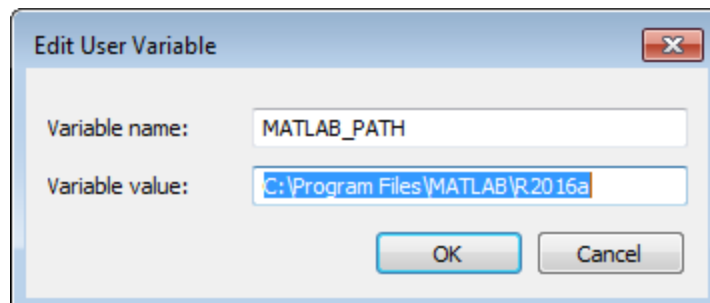 Edit User Variable
Variable name: MATLAB_PATH
Variable value: C:\Program Files\MATLAB\R2016a
OK Cancel